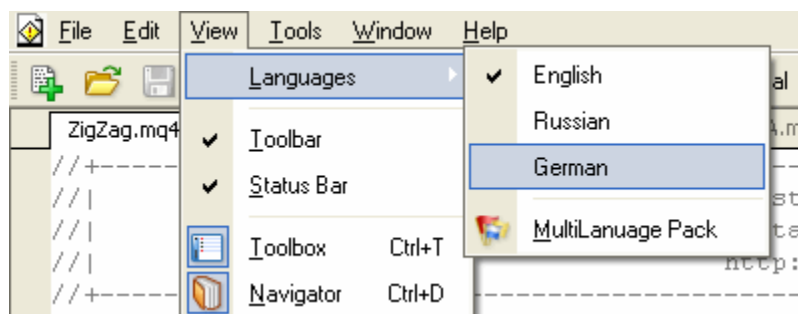 File Edit View Tools Window Help
Languages
English
al
Russian
ZigZag.mq4
Toolbar
German
Status Bar
MultiLanuage Pack
Toolbox Ctrl+T
http:
Navigator Ctrl+D
//+-----
//|
//|
//|
//+-----